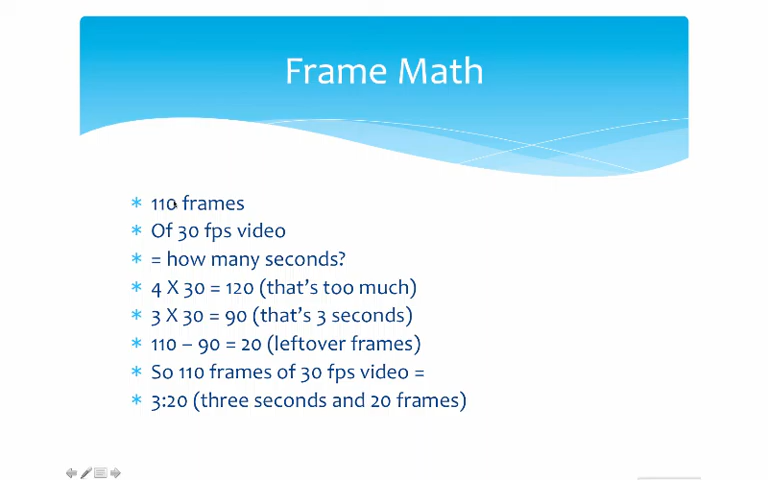 Frame Math
* 110 frames
* Of 30 fps video
* = how many seconds?
* 4 X 30 = 120 (that's too much)
* 3 X 30 = 90 (that's 3 seconds)
* 110 – 90 = 20 (leftover frames)
* So 110 frames of 30 fps video =
* 3:20 (three seconds and 20 frames)